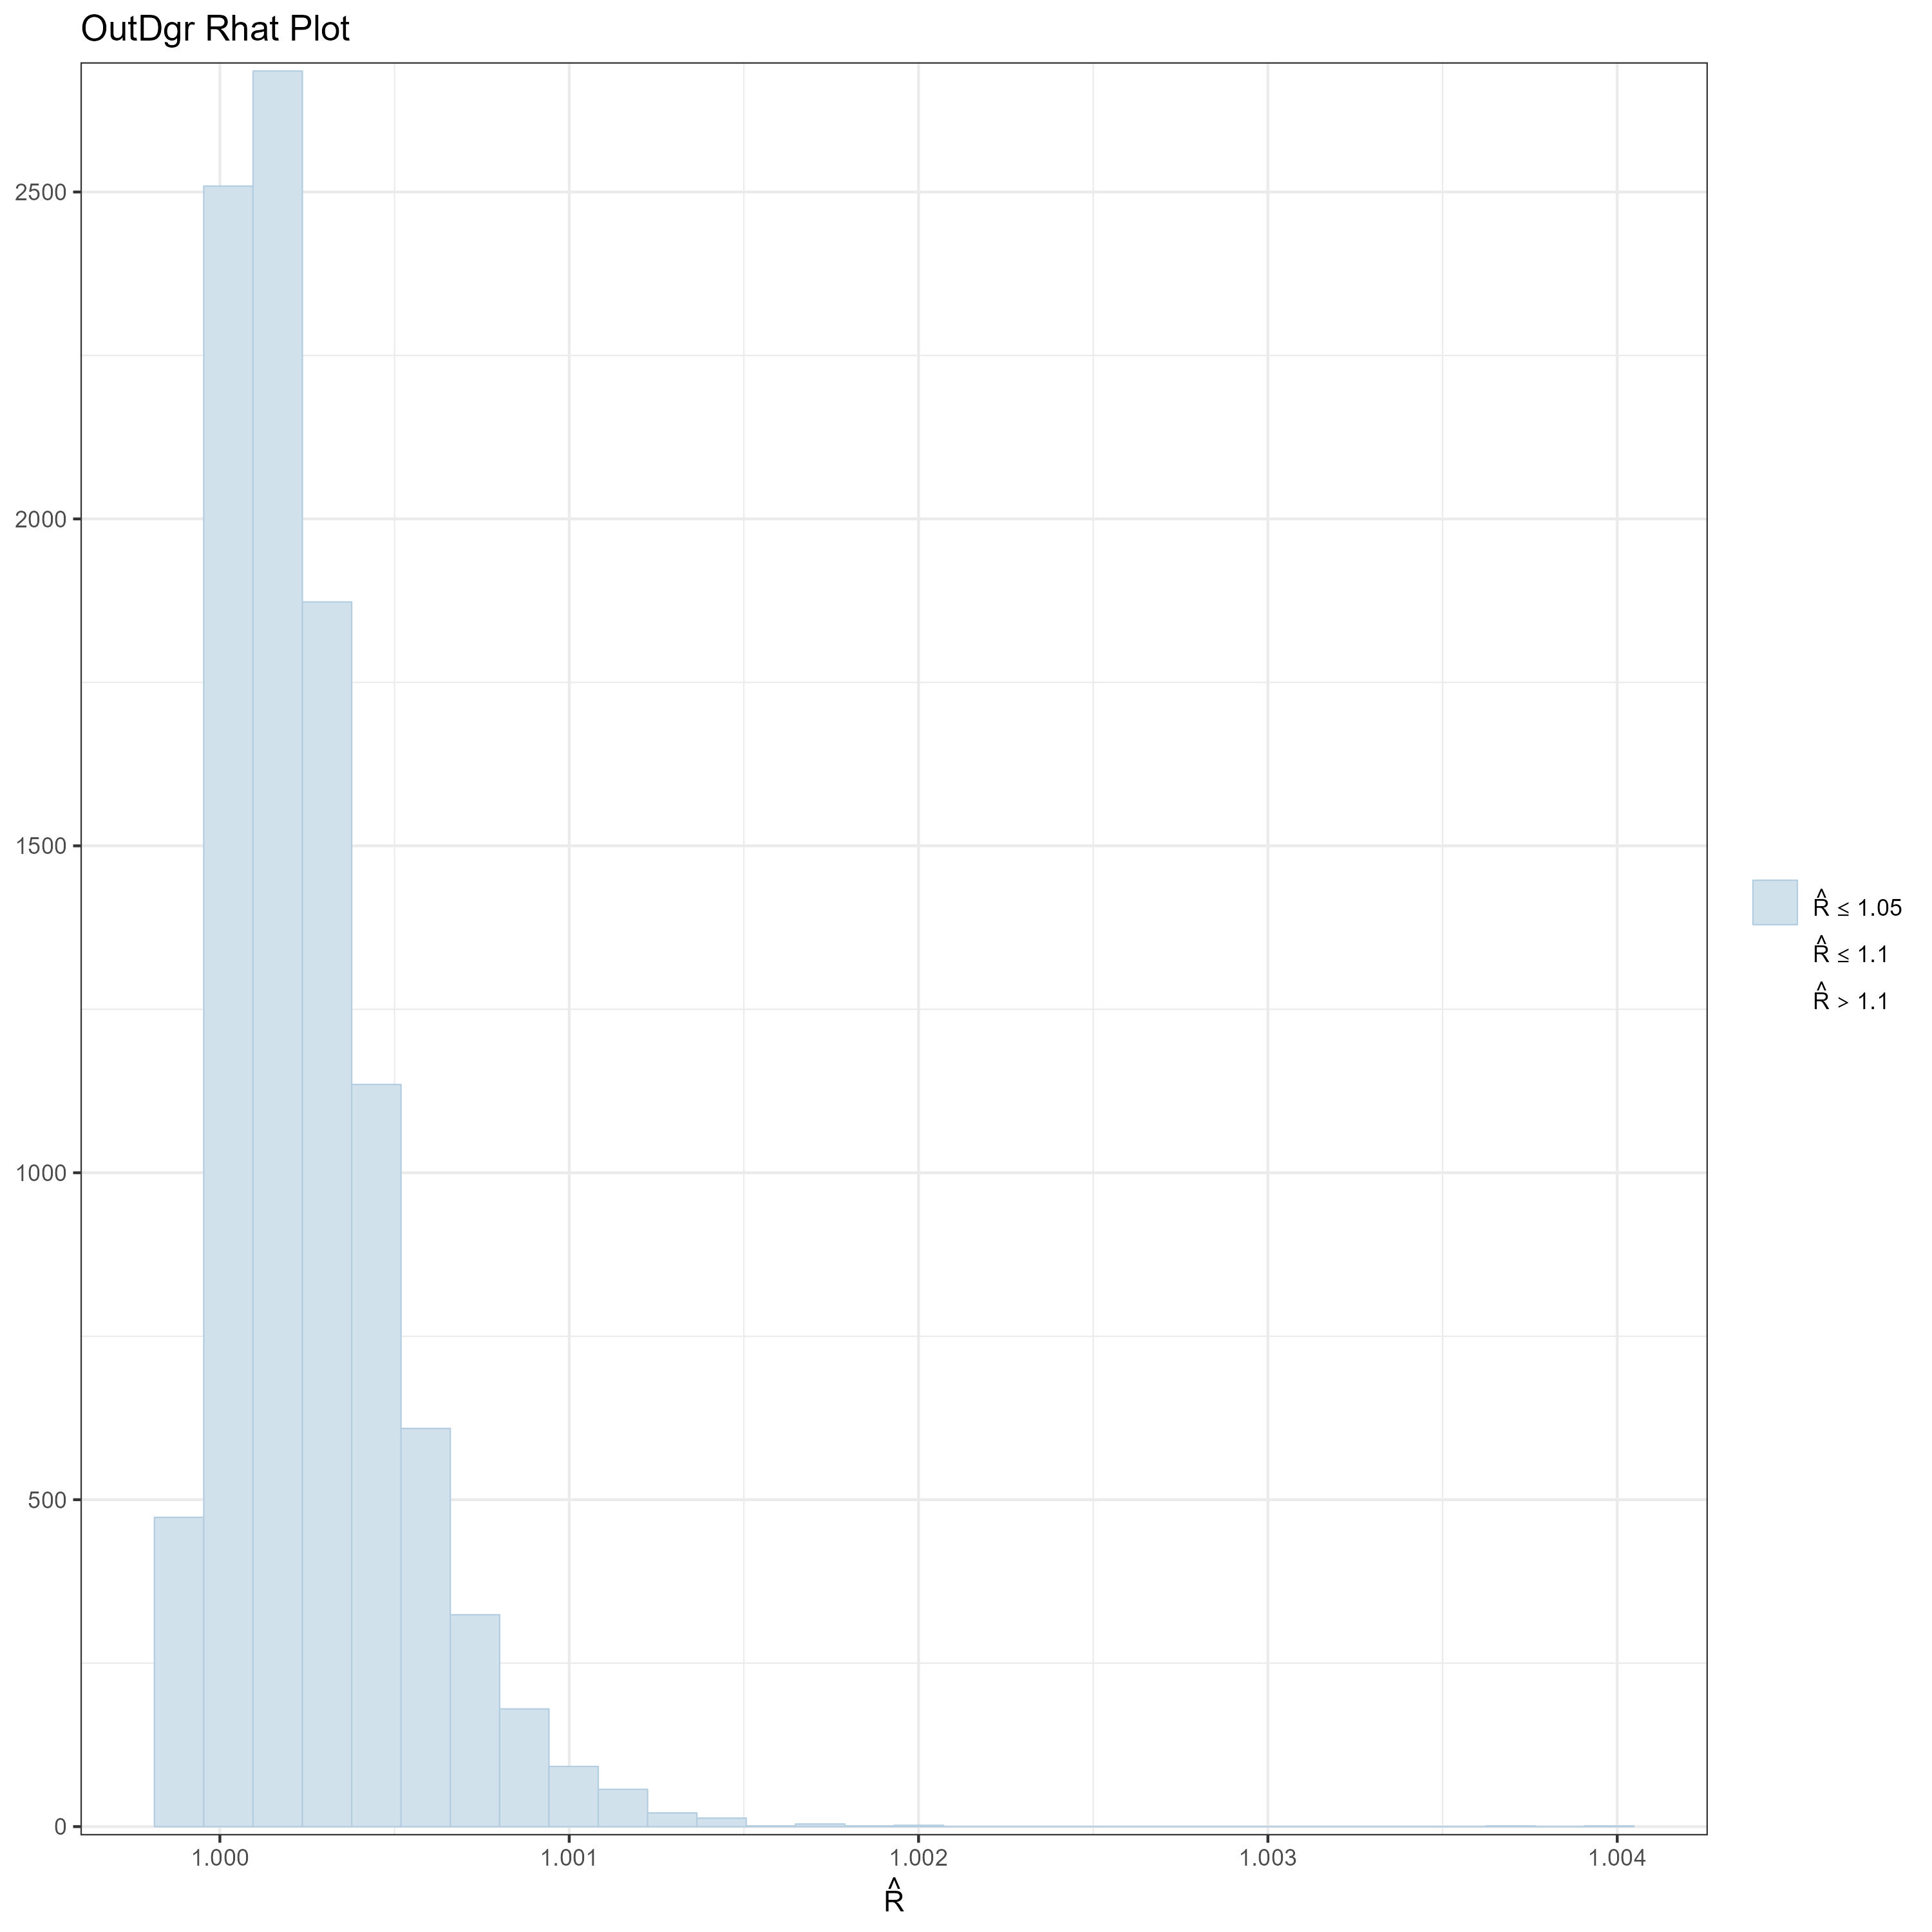 OutDgr Rhat Plot
2500
2000
1500
1000
500
0
1.000 1.001 1.002 1.003 1.004
R̂
R̂ ≤ 1.05
R̂ ≤ 1.1
R̂ > 1.1